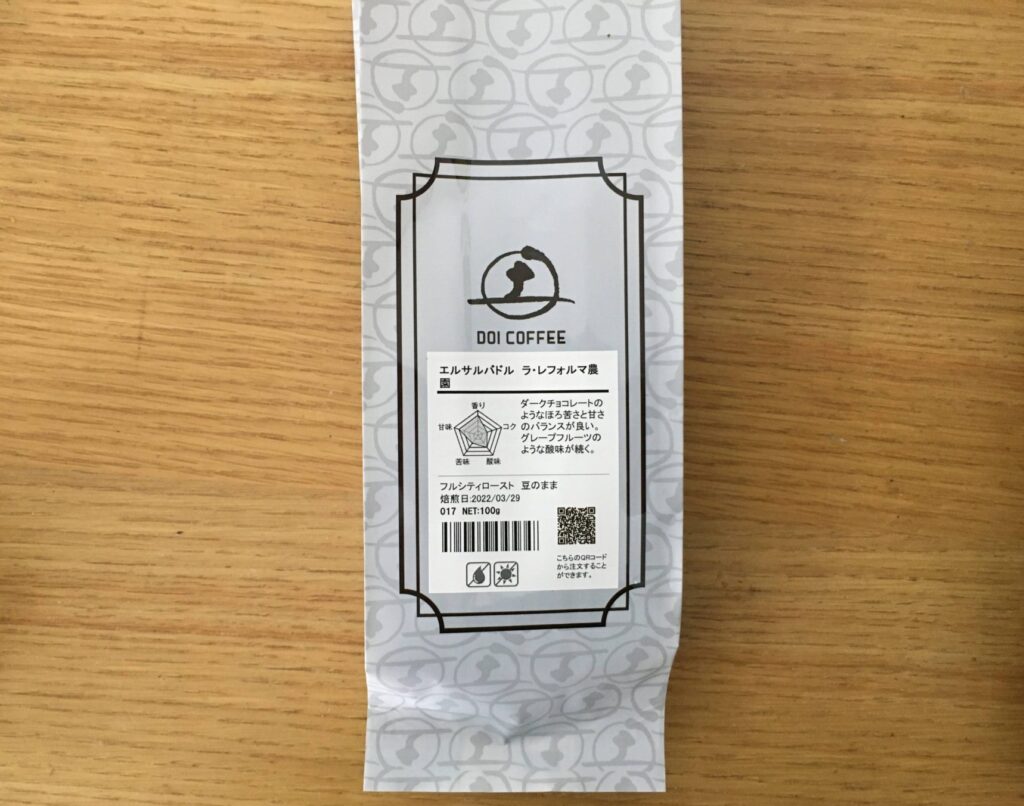 DOI COFFEE
エルサルバドル ラ・レフォルマ農
園
香り
甘味
コク
苦味
酸味
ダークチョコレートの
ようなほろ苦さと甘さ
のバランスが良い。
グレープフルーツの
ような酸味が続く。
フルシティロースト 豆のまま
焙煎日:2022/03/29
017 NET:100g
こちらのQRコード
から注文すること
ができます。